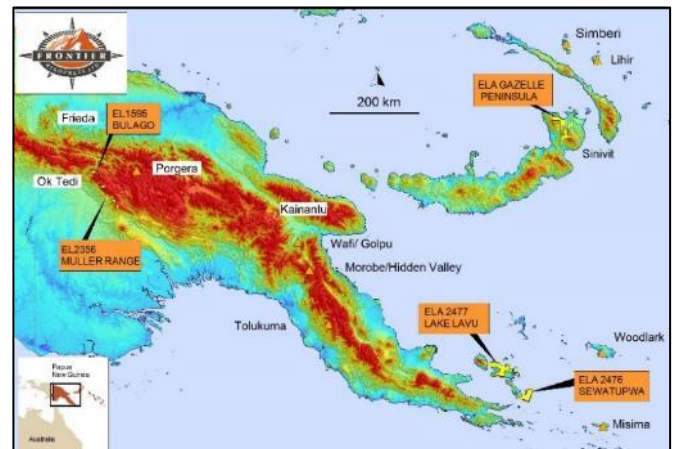 FRONTIER
RESOURCES LTD
Simberi
Lihir
ELA GAZELLE
PENINSULA
200 km
Frieda
EL1595
BULAGO
Sinivit
Porgera
Ok Tedi
Kainantu
EL2356
MULLER RANGE
Wafi/ Golpu
Morobe/Hidden Valley
Tolukuma
ELA 2477
LAKE LAVU
Woodlark
Papua
New Guinea
ELA 2476
SEWATUPWA
Misima
Australia